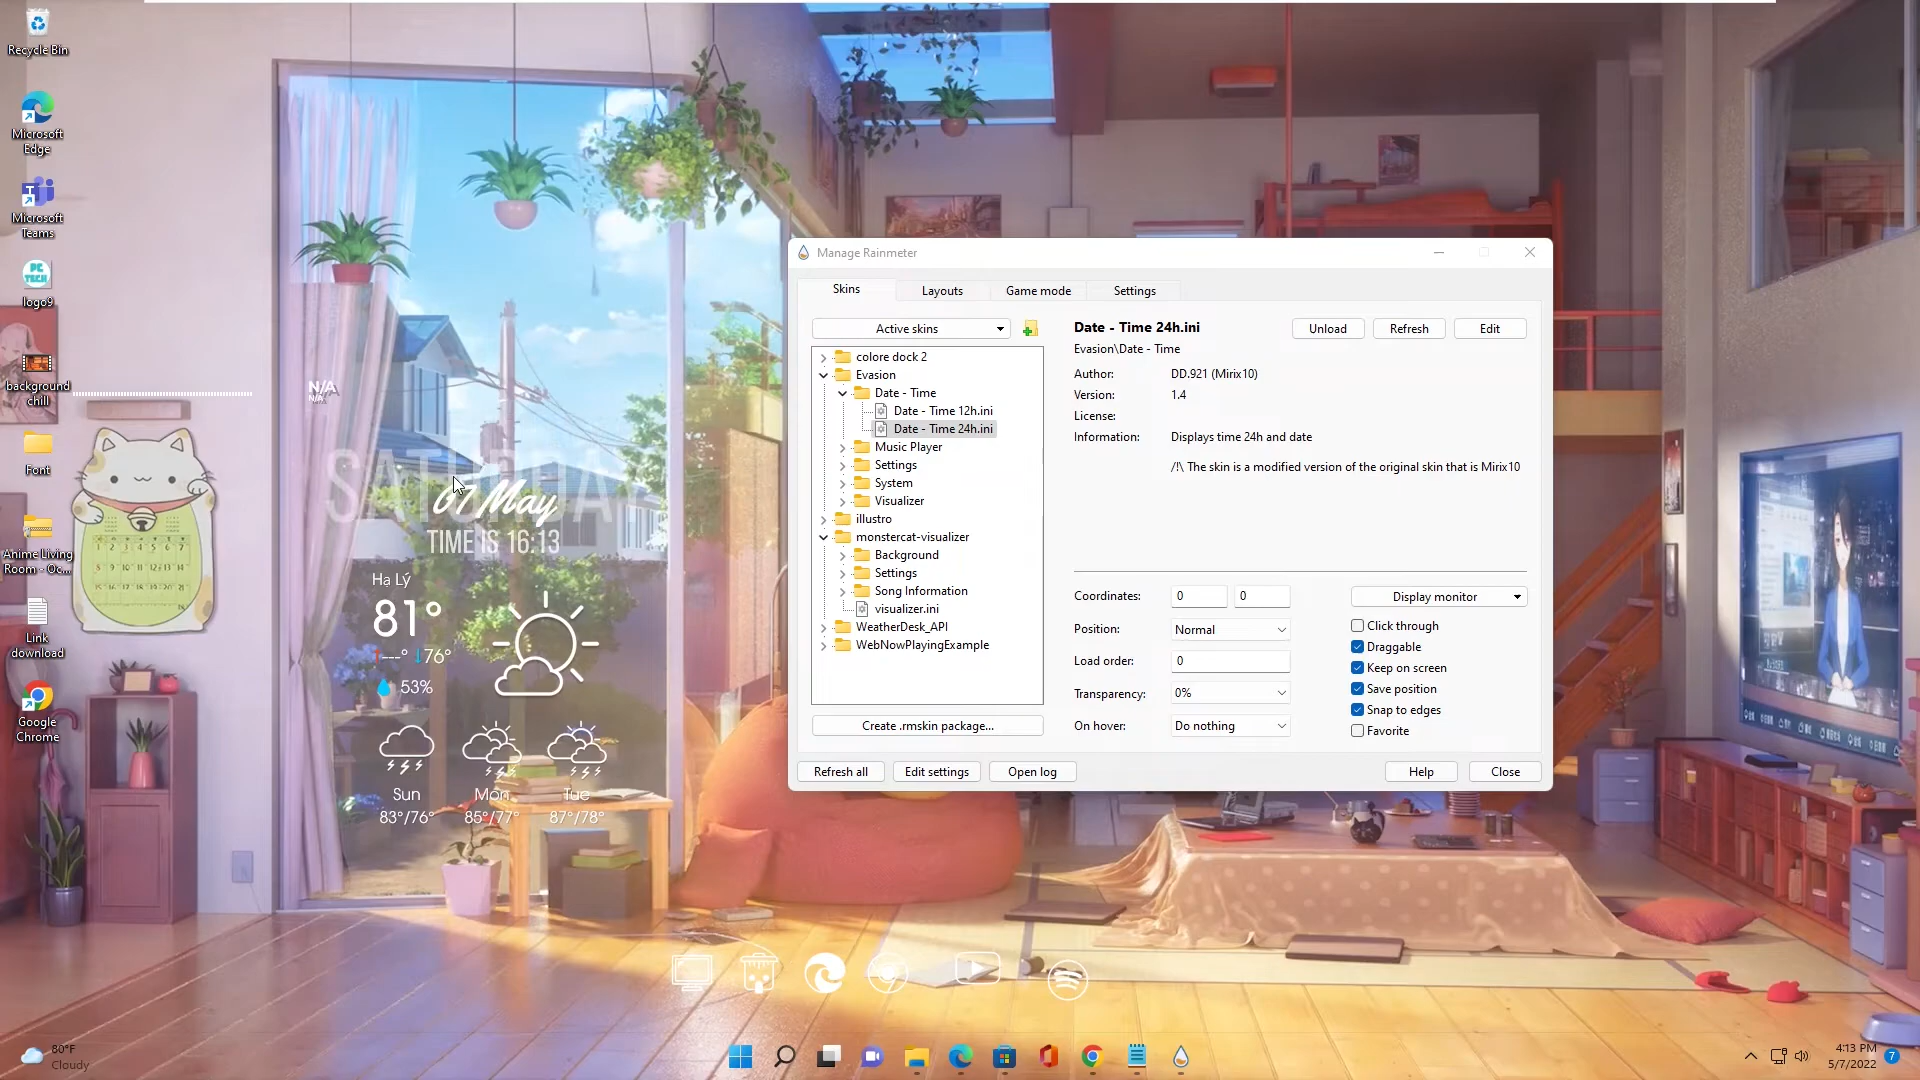 Recycle Bin
Microsoft
Edge
Microsoft
Teams
PC
TECH
logo9
background
chill
Font
Anime Living
Room - Oc...
Link
download
Google
Chrome
N/A
N/A
SATURDAY
07 May
TIME IS 16:13
Hạ Lý
81°
---° 76°
53%
Sun
Mon
Tue
83°/76°
85°/77°
87°/78°
Manage Rainmeter
Skins
Layouts
Game mode
Settings
Active skins
colore dock 2
Evasion
Date - Time
Date - Time 12h.ini
Date - Time 24h.ini
Music Player
Settings
System
Visualizer
illustro
monstercat-visualizer
Background
Settings
Song Information
visualizer.ini
WeatherDesk_API
WebNowPlayingExample
Create .rmskin package...
Date - Time 24h.ini
Unload
Refresh
Edit
Evasion\Date - Time
Author: DD.921 (Mirix10)
Version: 1.4
License:
Information: Displays time 24h and date
/!\ The skin is a modified version of the original skin that is Mirix10
Coordinates: 0 0
Display monitor
Position: Normal
Load order: 0
Transparency: 0%
On hover: Do nothing
Click through
Draggable
Keep on screen
Save position
Snap to edges
Favorite
Refresh all
Edit settings
Open log
Help
Close
80°F
Cloudy
4:13 PM
5/7/2022
7